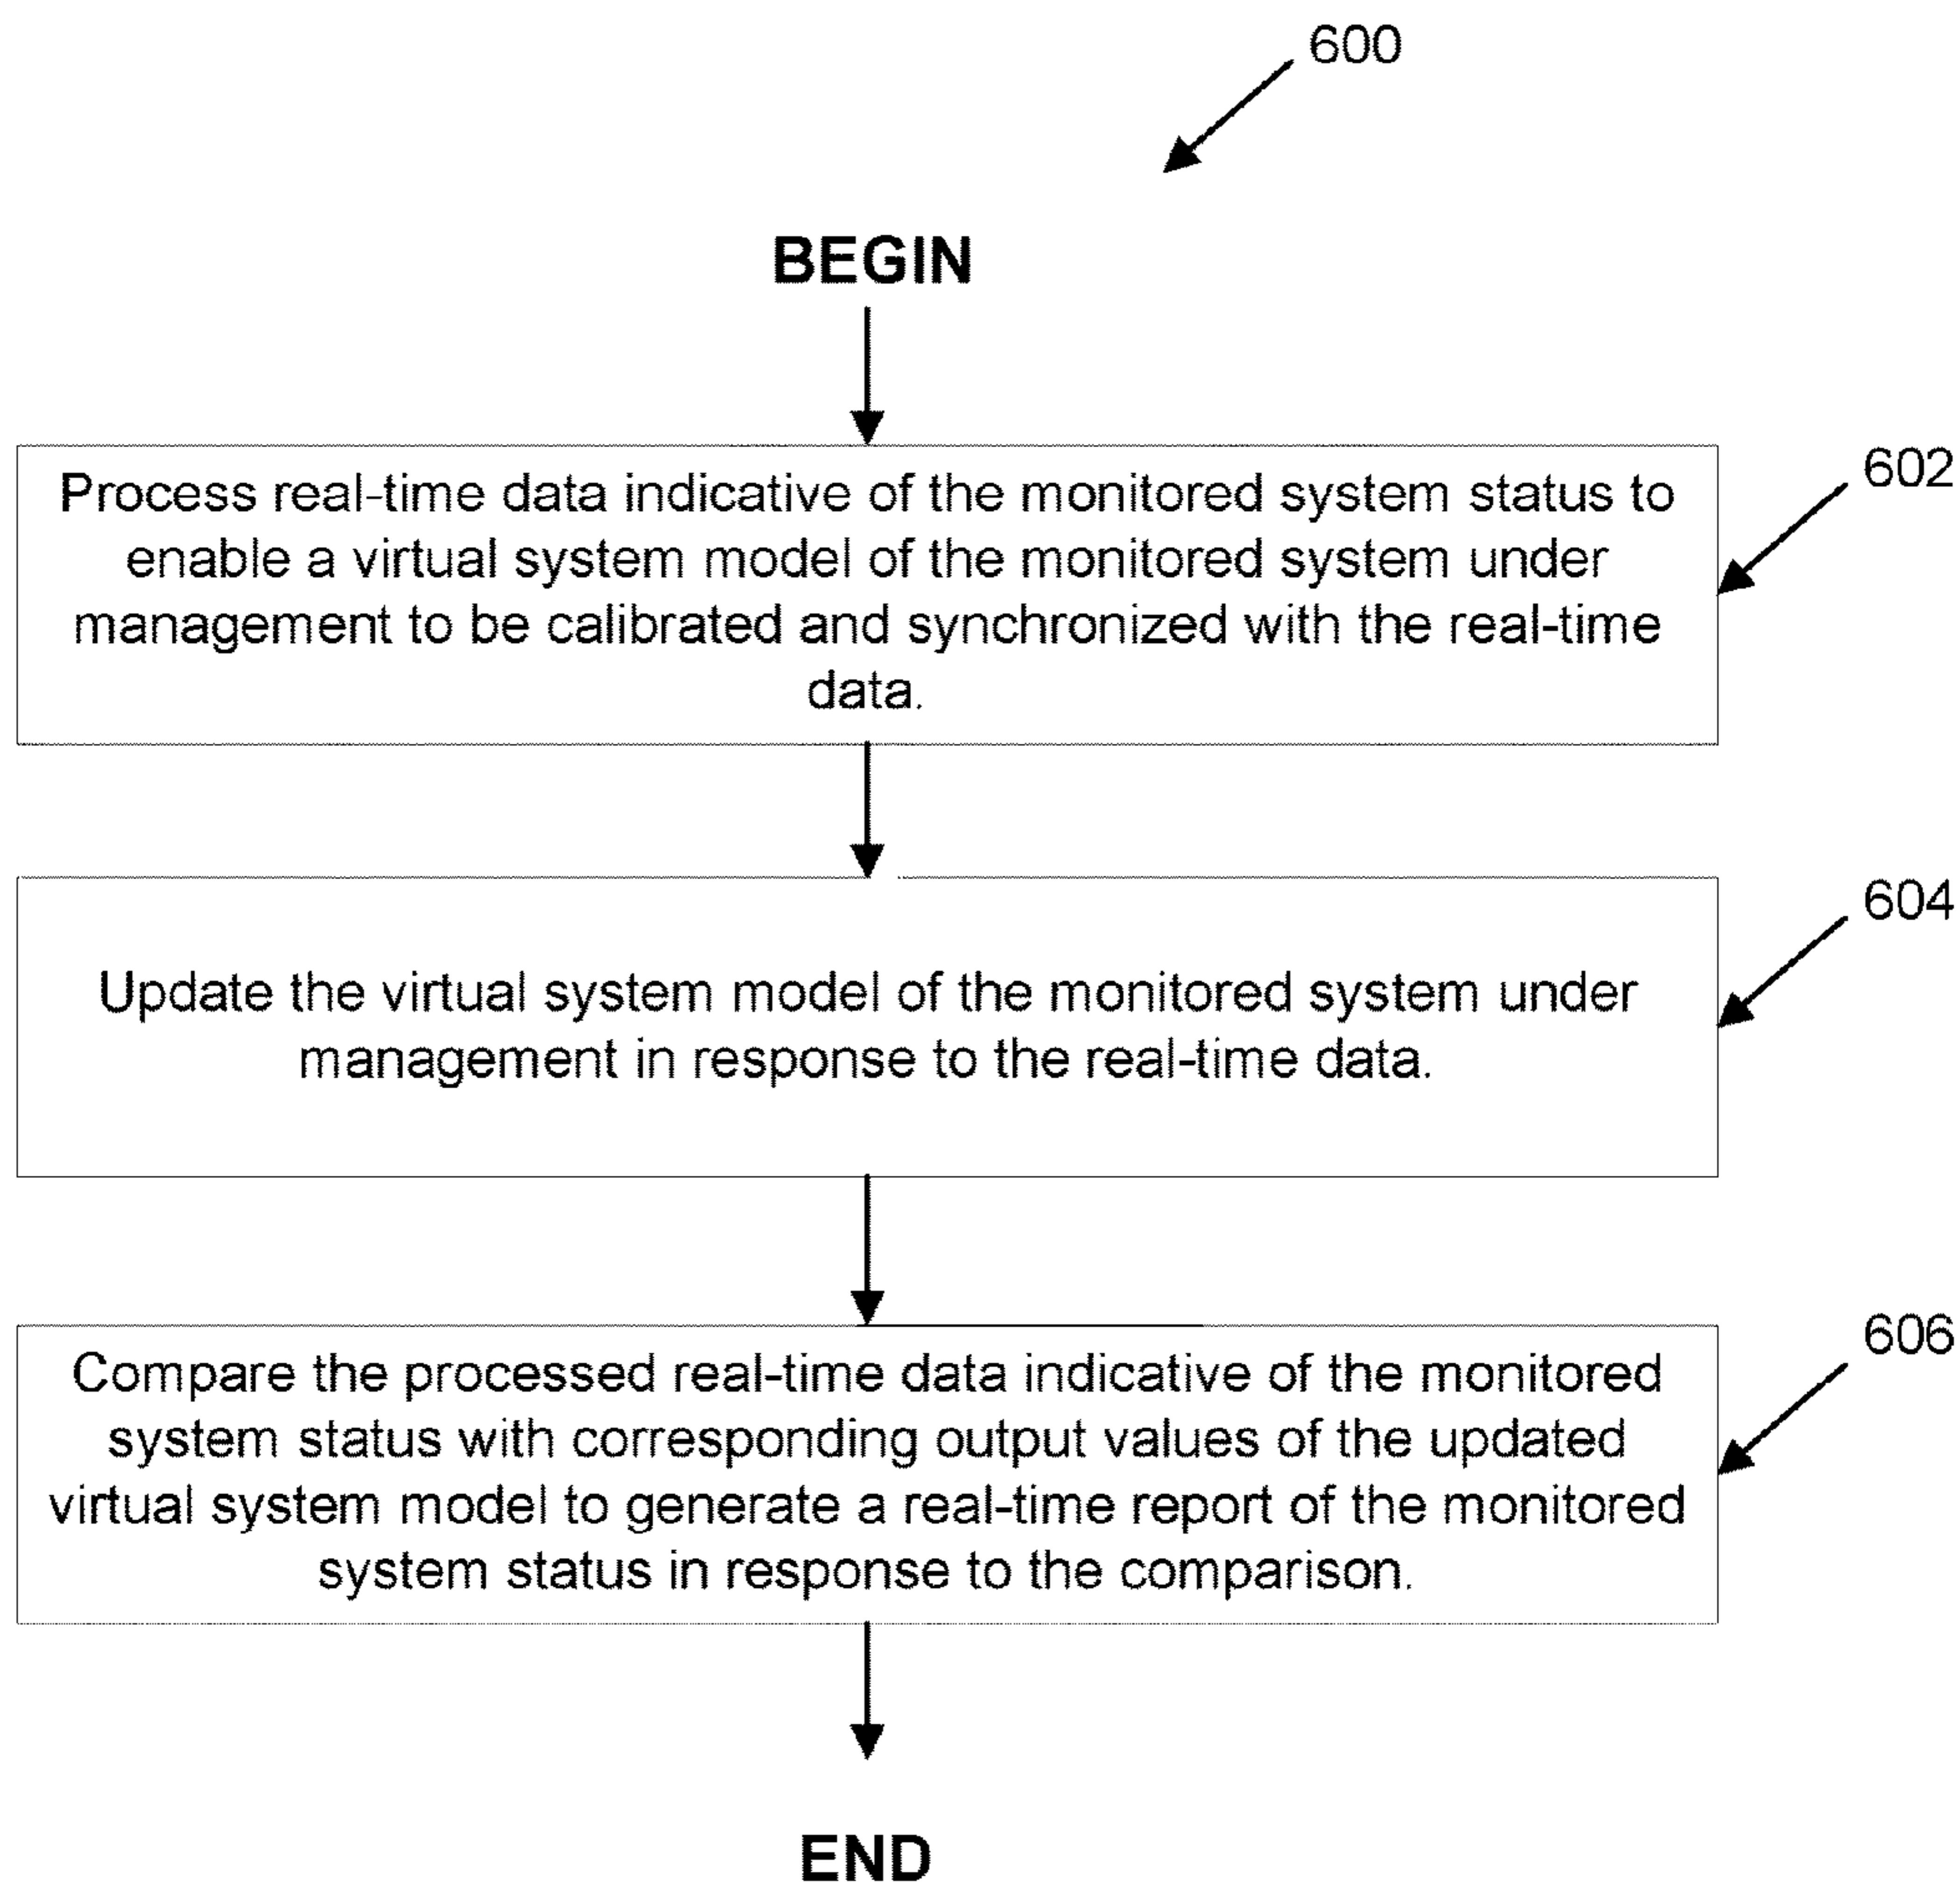 600
BEGIN
602
Process real-time data indicative of the monitored system status to
enable a virtual system model of the monitored system under
management to be calibrated and synchronized with the real-time
data.
604
Update the virtual system model of the monitored system under
management in response to the real-time data.
606
Compare the processed real-time data indicative of the monitored
system status with corresponding output values of the updated
virtual system model to generate a real-time report of the monitored
system status in response to the comparison.
END